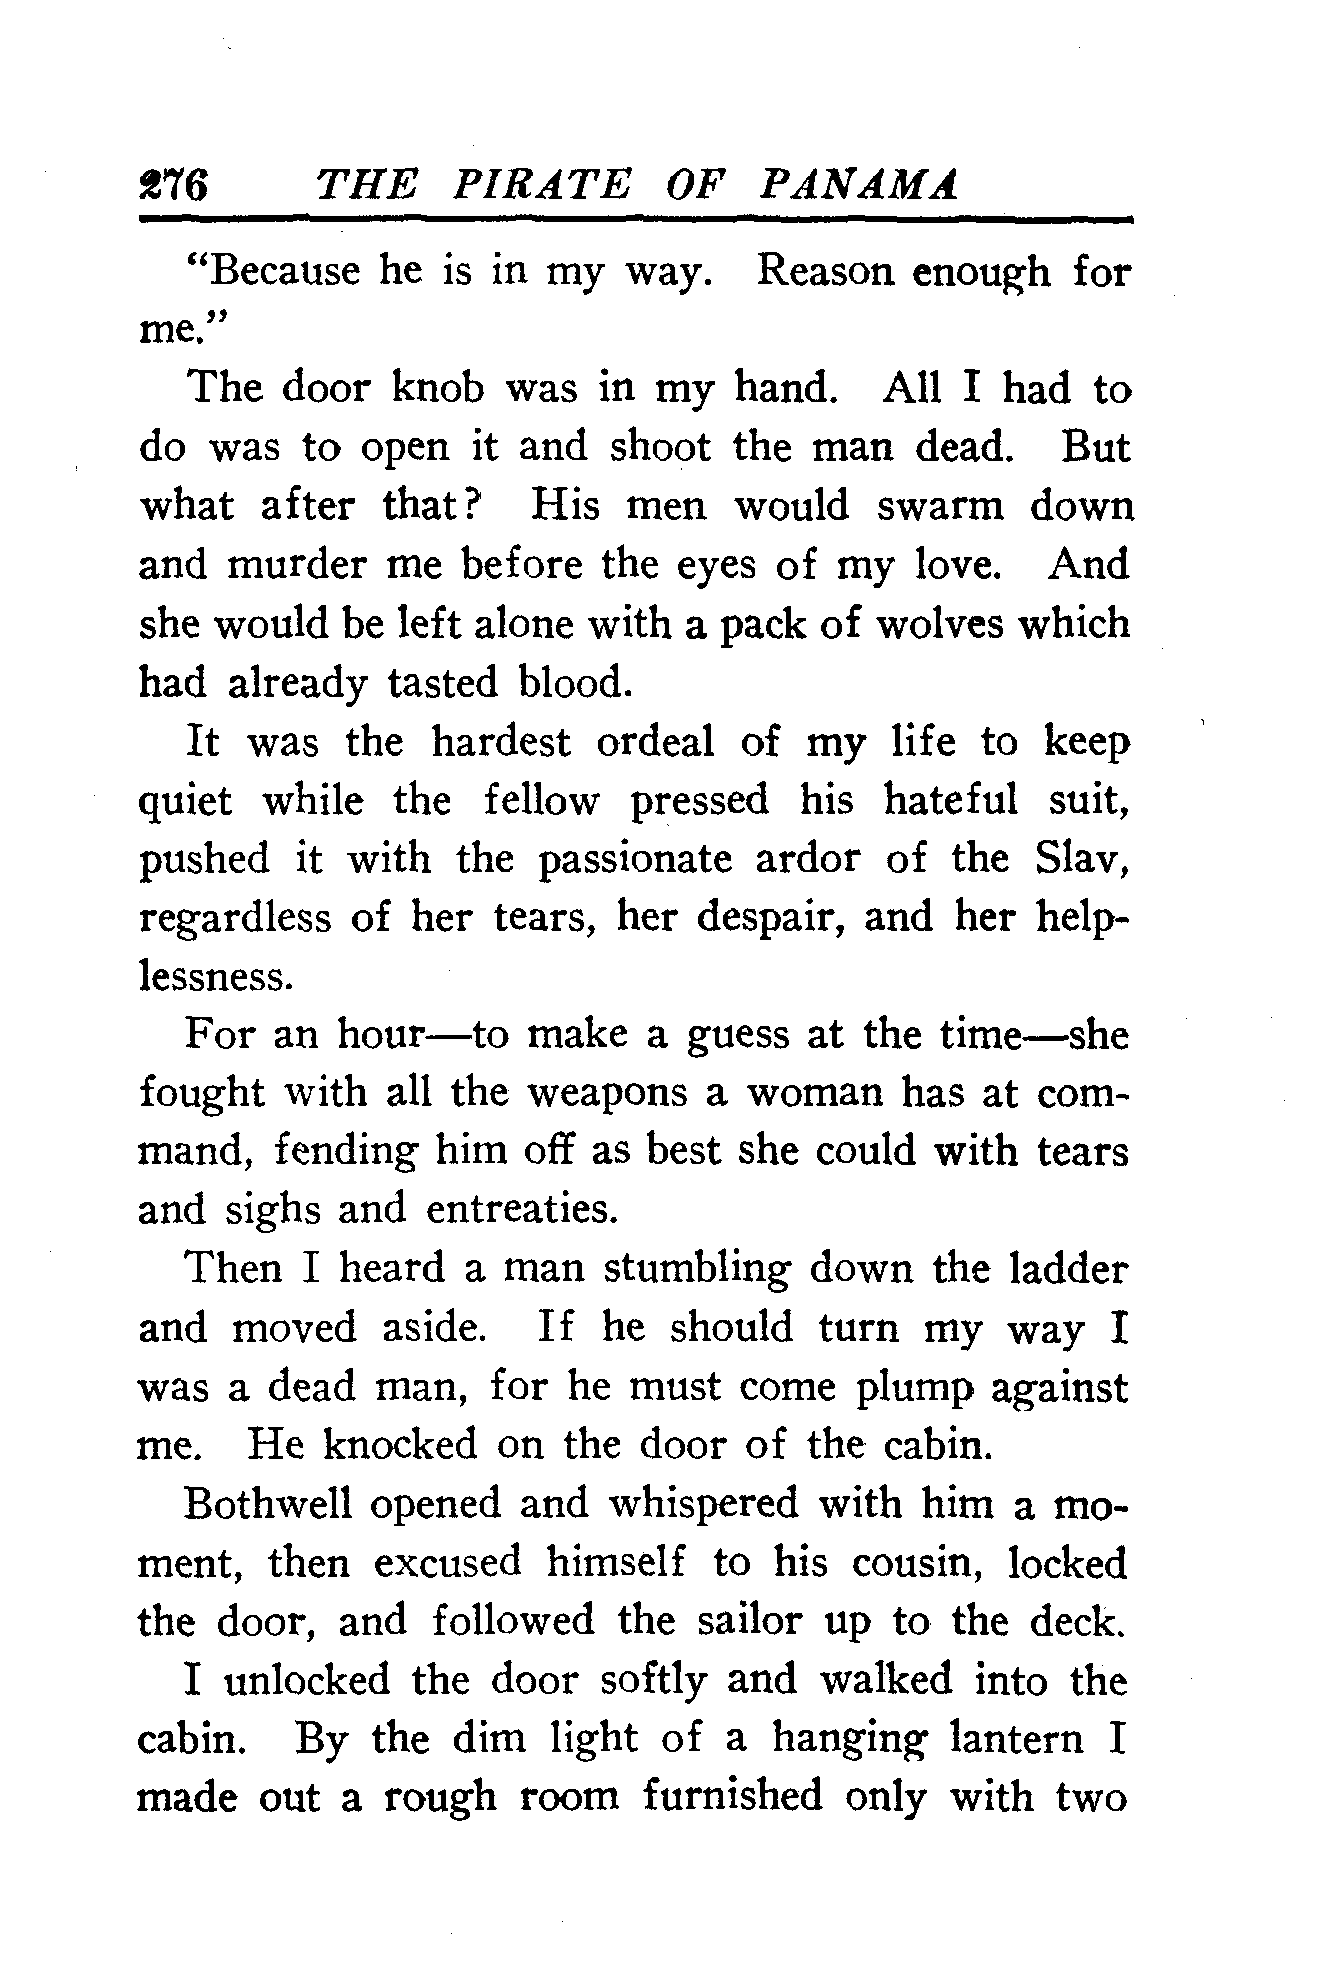 276 THE PIRATE OF PANAMA
“Because he is in my way. Reason enough for
me.”
The door knob was in my hand. All I had to
do was to open it and shoot the man dead. But
what after that? His men would swarm down
and murder me before the eyes of my love. And
she would be left alone with a pack of wolves which
had already tasted blood.
It was the hardest ordeal of my life to keep
quiet while the fellow pressed his hateful suit,
pushed it with the passionate ardor of the Slav,
regardless of her tears, her despair, and her help-
lessness.
For an hour—to make a guess at the time—she
fought with all the weapons a woman has at com-
mand, fending him off as best she could with tears
and sighs and entreaties.
Then I heard a man stumbling down the ladder
and moved aside. If he should turn my way I
was a dead man, for he must come plump against
me. He knocked on the door of the cabin.
Bothwell opened and whispered with him a mo-
ment, then excused himself to his cousin, locked
the door, and followed the sailor up to the deck.
I unlocked the door softly and walked into the
cabin. By the dim light of a hanging lantern I
made out a rough room furnished only with two